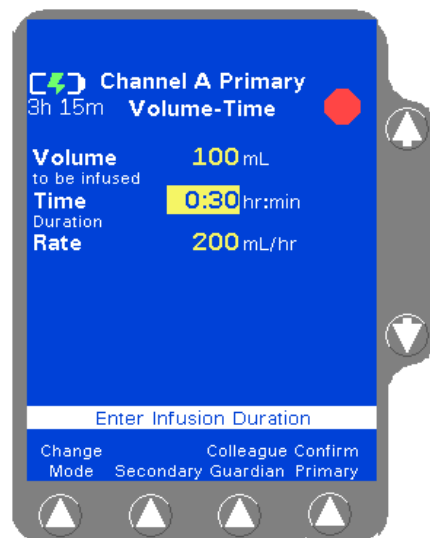 Channel A Primary
3h 15m Volume-Time
Volume 100 mL
to be infused
Time 0:30 hr:min
Duration
Rate 200 mL/hr
Enter Infusion Duration
Change Colleague Confirm
Mode Secondary Guardian Primary